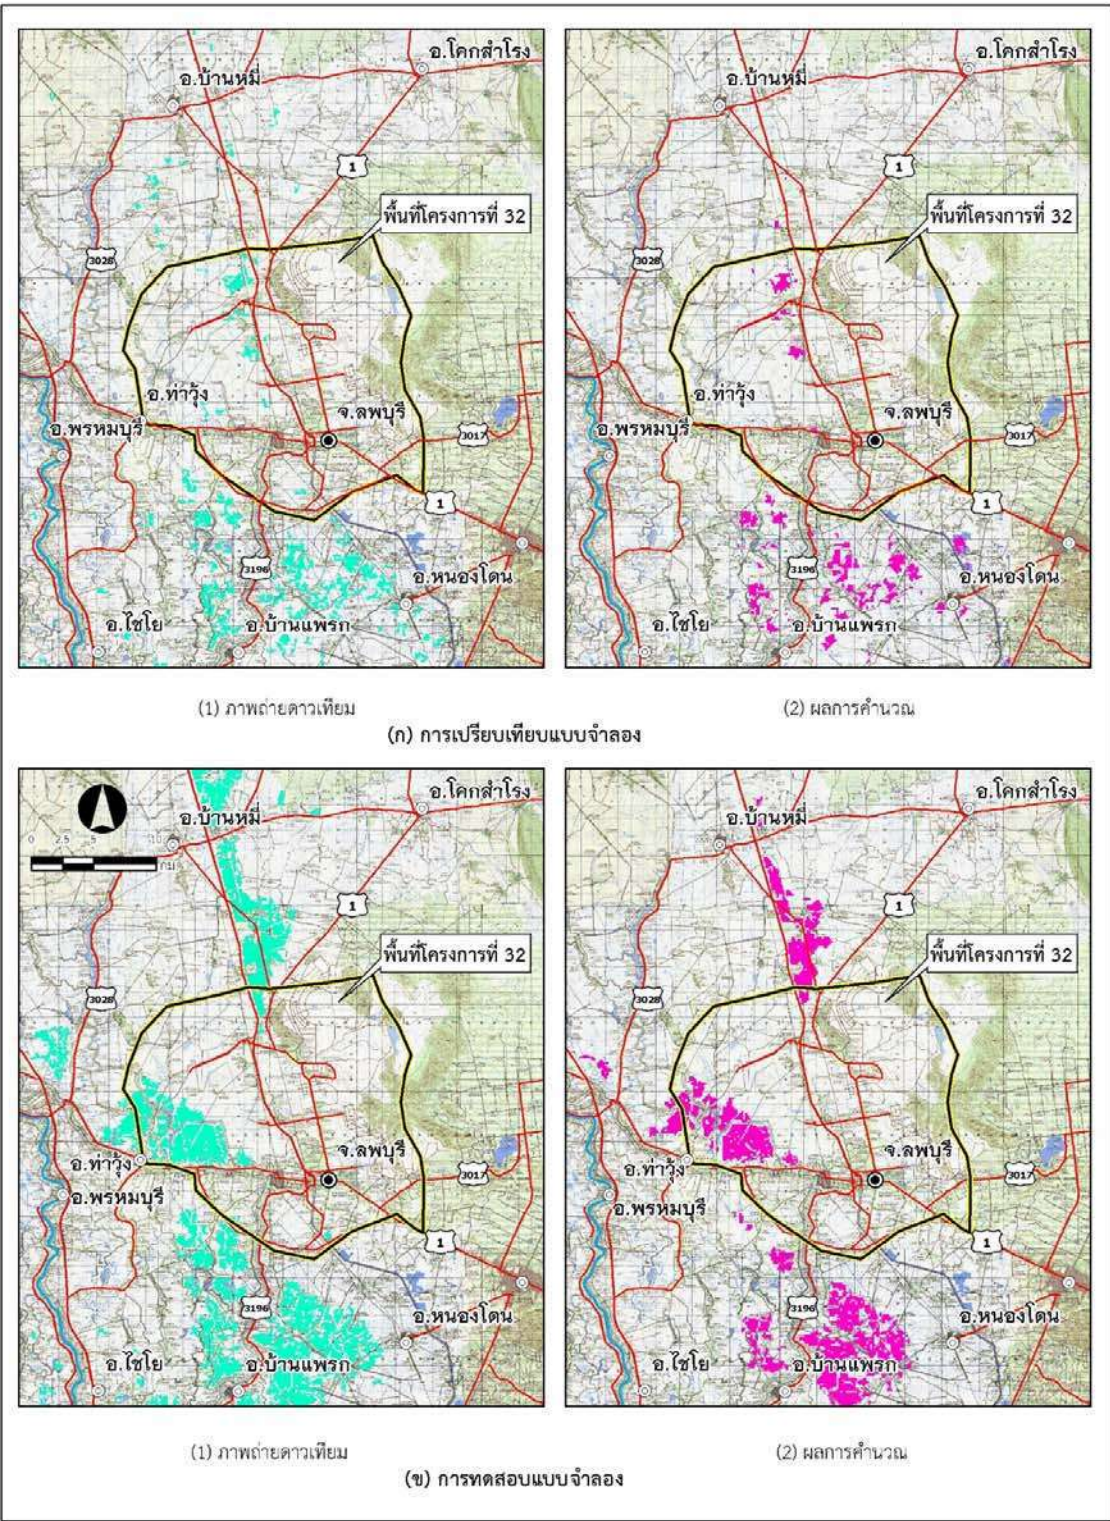 อ.โคกสำโรง
อ.บ้านหมี่
1
พื้นที่โครงการที่ 32
3028
อ.ท่าวุ้ง
จ.ลพบุรี
อ.พรหมบุรี
3017
1
3196
อ.หนองโดน
อ.ไชโย
อ.บ้านแพรก
(1) ภาพถ่ายดาวเทียม
อ.โคกสำโรง
อ.บ้านหมี่
1
พื้นที่โครงการที่ 32
3028
อ.ท่าวุ้ง
จ.ลพบุรี
อ.พรหมบุรี
3017
1
3196
อ.หนองโดน
อ.ไชโย
อ.บ้านแพรก
(2) ผลการคำนวณ
(ก) การเปรียบเทียบแบบจำลอง
อ.โคกสำโรง
อ.บ้านหมี่
0 2.5 5 10
กม
1
พื้นที่โครงการที่ 32
3028
จ.ลพบุรี
อ.ท่าวุ้ง
3017
อ.พรหมบุรี
1
3196
อ.หนองโดน
อ.ไชโย
อ.บ้านแพรก
(1) ภาพถ่ายดาวเทียม
อ.โคกสำโรง
อ.บ้านหมี่
1
พื้นที่โครงการที่ 32
3028
จ.ลพบุรี
อ.ท่าวุ้ง
3017
อ.พรหมบุรี
1
3196
อ.หนองโดน
อ.ไชโย
อ.บ้านแพรก
(2) ผลการคำนวณ
(ข) การทดสอบแบบจำลอง